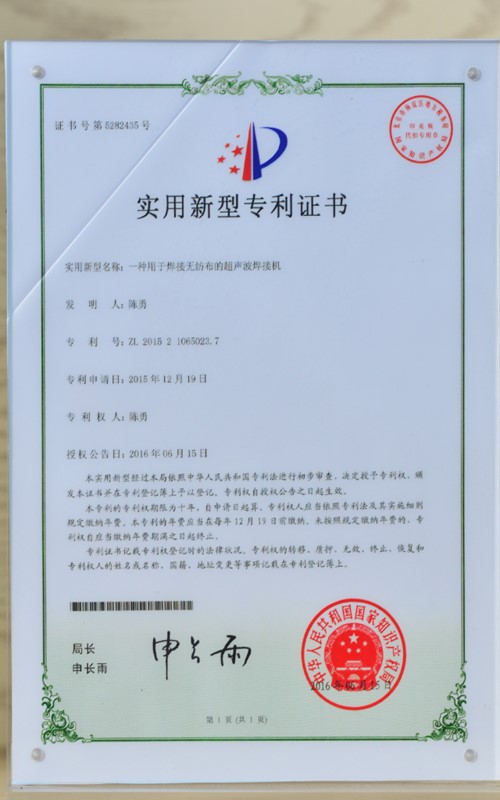 证书号第5282435号
实用新型专利证书
实用新型名称：一种用于焊接无纺布的超声波焊接机
发明人：陈勇
专利号：ZL 2015 2 1065023.7
专利申请日：2015年12月19日
专利权人：陈勇
授权公告日：2016年06月15日
本实用新型经过本局依照中华人民共和国专利法进行初步审查，决定授予专利权，颁
发本证书并在专利登记簿上予以登记。专利权自授权公告之日起生效。
本专利的专利权期限为十年，自申请日起算。专利权人应当依照专利法及其实施细则
规定缴纳年费。本专利的年费应当在每年12月19日前缴纳。未按照规定缴纳年费的，专
利权自应当缴纳年费期满之日起终止。
专利证书记载专利权登记时的法律状况。专利权的转移、质押、无效、终止、恢复和
专利权人的姓名或名称、国籍、地址变更等事项记载在专利登记簿上。
局长
申长雨
申长雨
中华人民共和国国家知识产权局
2016年06月15日
第1页（共1页）